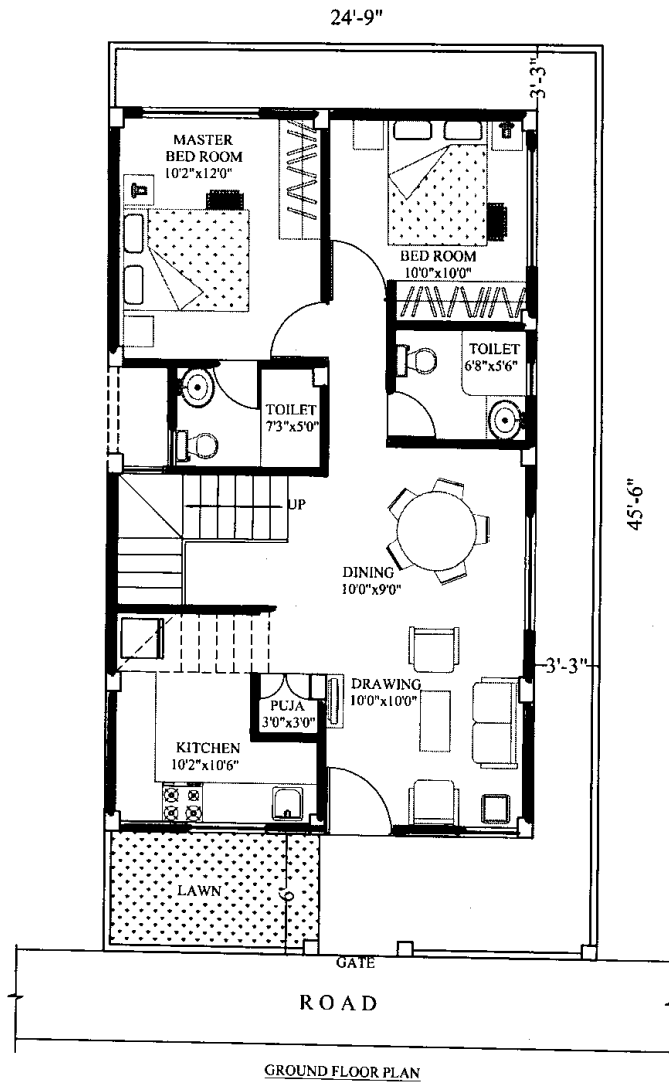 24'-9"
3'-3"
MASTER
BED ROOM
10'2"x12'0"
BED ROOM
10'0"x10'0"
TOILET
6'8"x5'6"
TOILET
7'3"x5'0"
UP
45'-6"
DINING
10'0"x9'0"
3'-3"
DRAWING
10'0"x10'0"
PUJA
3'0"x3'0"
KITCHEN
10'2"x10'6"
LAWN
6'
GATE
ROAD
GROUND FLOOR PLAN